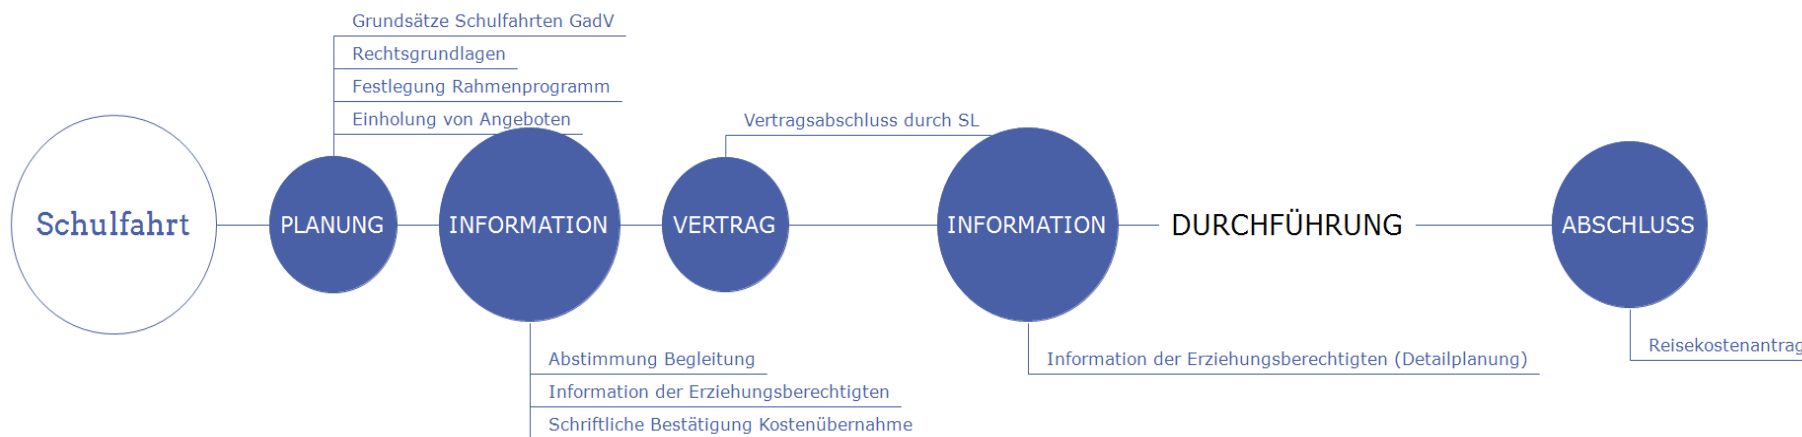 Grundsätze Schulfahrten GadV
Rechtsgrundlagen
Festlegung Rahmenprogramm
Einholung von Angeboten
Vertragsabschluss durch SL
Schulfahrt
PLANUNG
INFORMATION
VERTRAG
INFORMATION
DURCHFÜHRUNG
ABSCHLUSS
Abstimmung Begleitung
Information der Erziehungsberechtigten
Schriftliche Bestätigung Kostenübernahme
Information der Erziehungsberechtigten (Detailplanung)
Reisekostenantrag